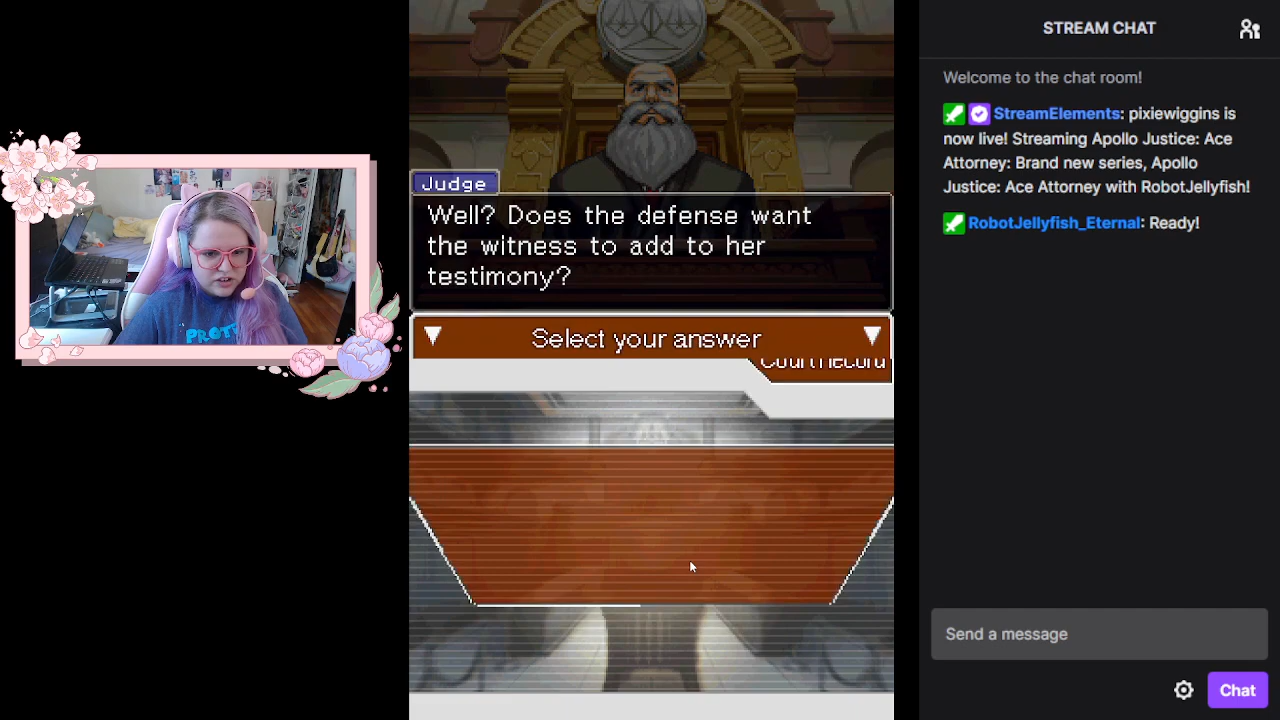 STREAM CHAT
Welcome to the chat room!
StreamElements: pixiewiggins is
now live! Streaming Apollo Justice: Ace
Attorney: Brand new series, Apollo
Justice: Ace Attorney with RobotJellyfish!
RobotJellyfish_Eternal: Ready!
Judge
Well? Does the defense want
the witness to add to her
testimony?
Select your answer
Court Record
Send a message
Chat